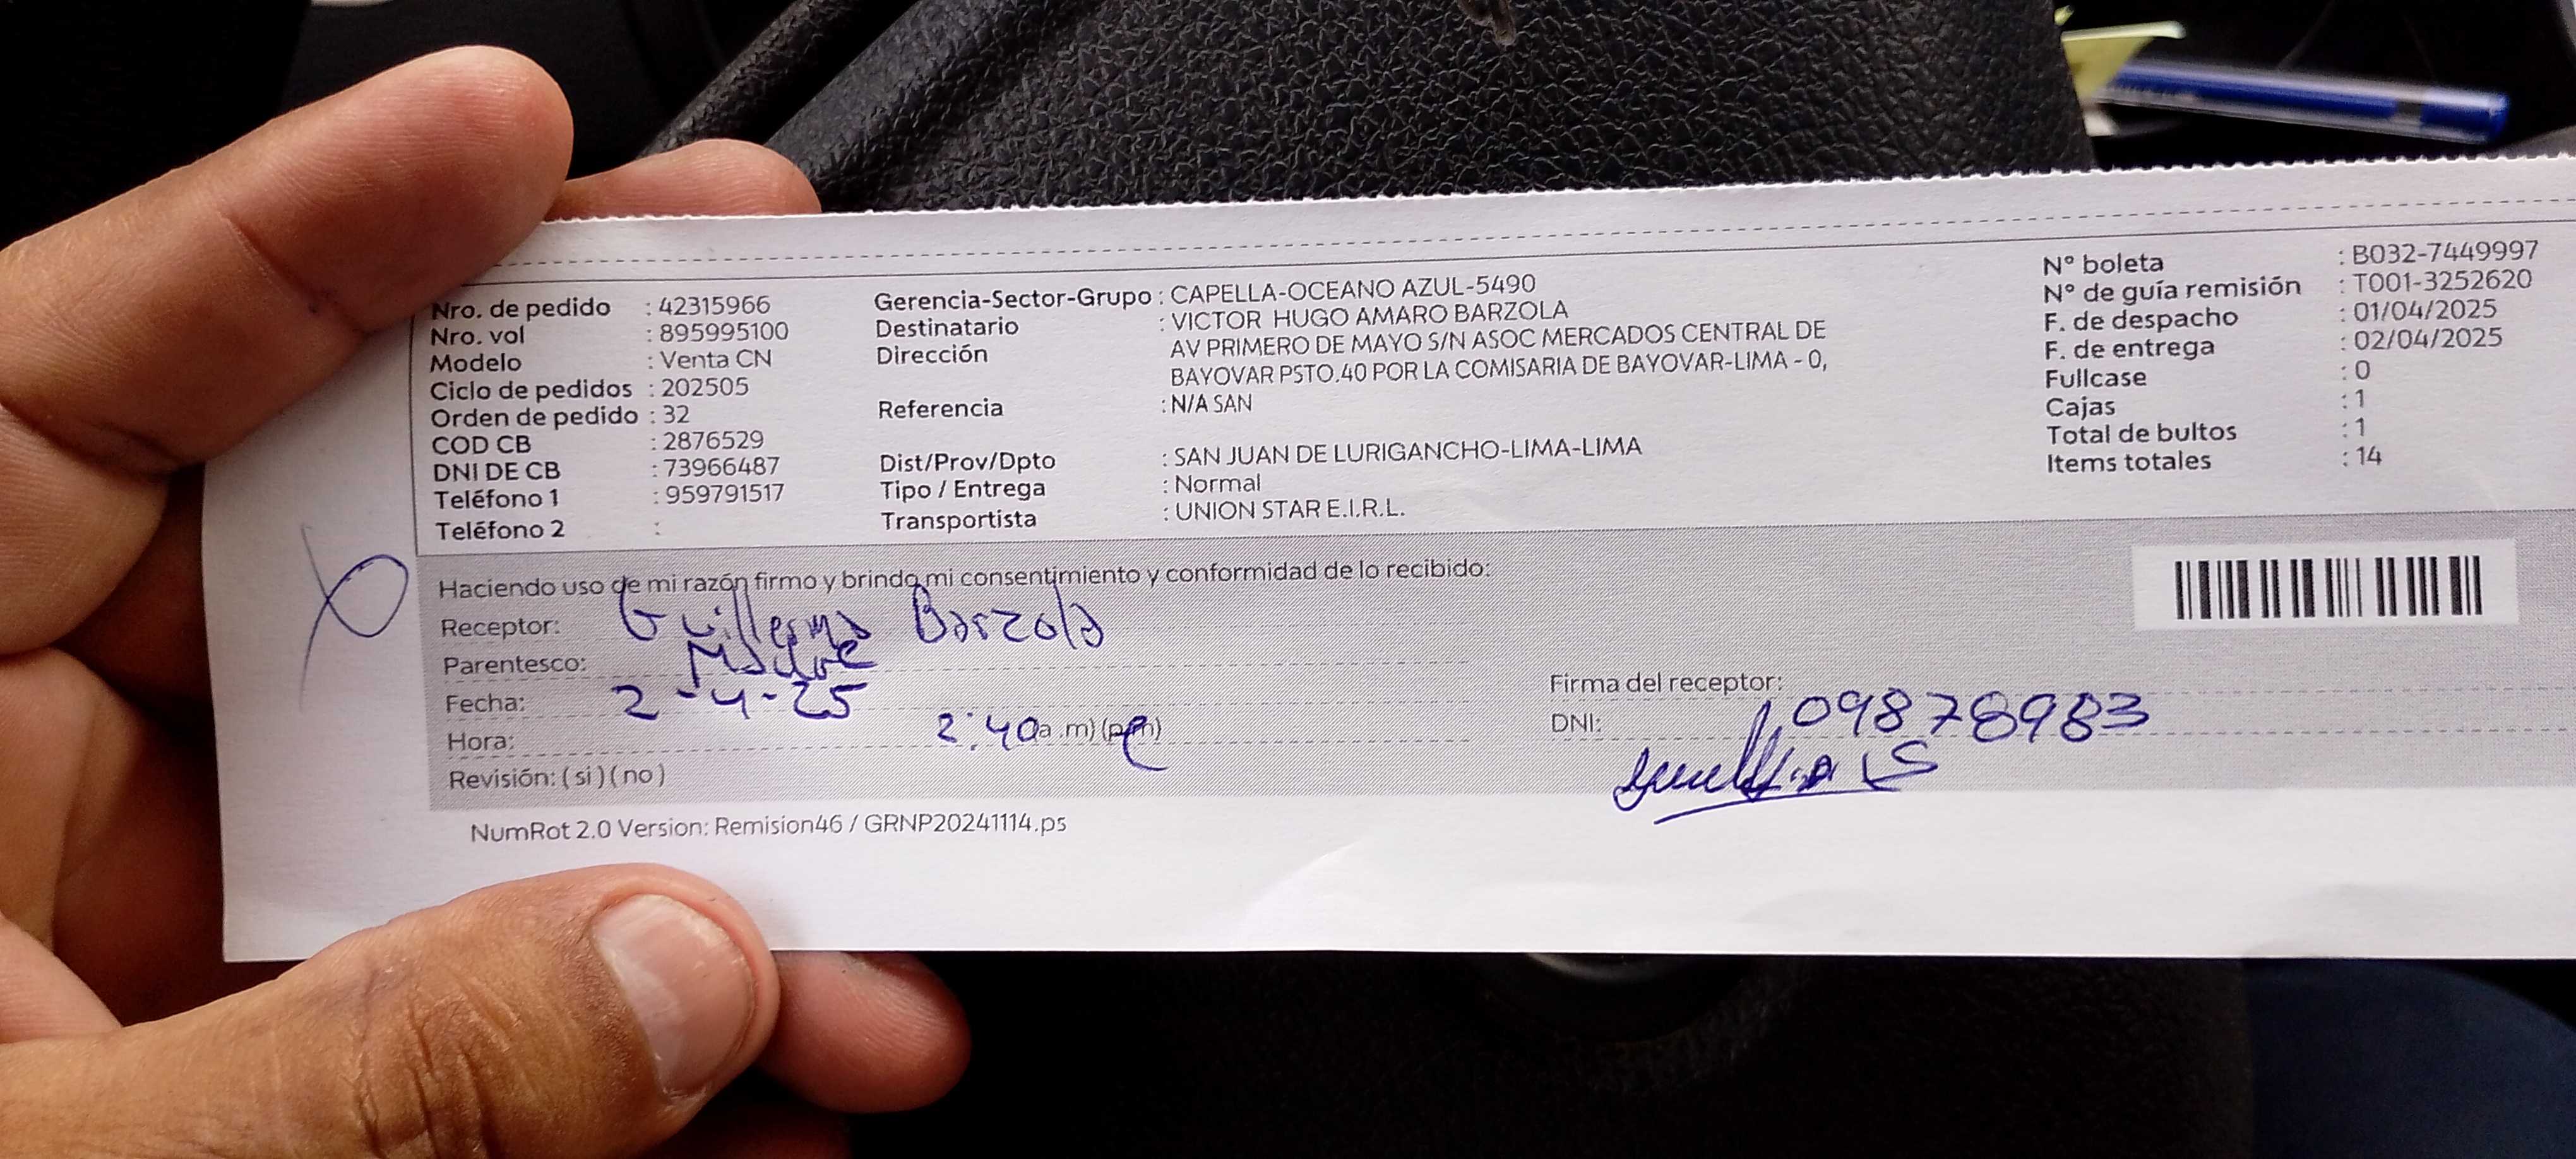 Nro. de pedido : 42315966
Nro. vol : 895995100
Modelo : Venta CN
Ciclo de pedidos : 202505
Orden de pedido : 32
COD CB : 2876529
DNI DE CB : 73966487
Teléfono 1 : 959791517
Teléfono 2 :
Gerencia-Sector-Grupo : CAPELLA-OCEANO AZUL-5490
Destinatario : VICTOR HUGO AMARO BARZOLA
Dirección AV PRIMERO DE MAYO S/N ASOC MERCADOS CENTRAL DE
BAYOVAR PSTO.40 POR LA COMISARIA DE BAYOVAR-LIMA - 0,
Referencia : N/A SAN
Dist/Prov/Dpto : SAN JUAN DE LURIGANCHO-LIMA-LIMA
Tipo / Entrega : Normal
Transportista : UNION STAR E.I.R.L.
N° boleta : B032-7449997
N° de guía remisión : T001-3252620
F. de despacho : 01/04/2025
F. de entrega : 02/04/2025
Fullcase : 0
Cajas : 1
Total de bultos : 1
Items totales : 14
Haciendo uso de mi razón firmo y brindo mi consentimiento y conformidad de lo recibido:
Receptor: Guillerma Barzola
Parentesco: Madre
Fecha: 2-4-25
Hora: 2:40 a.m) (pm)
Revisión: (si) (no)
Firma del receptor:
DNI: 09878983
NumRot 2.0 Version: Remision46 / GRNP20241114.ps